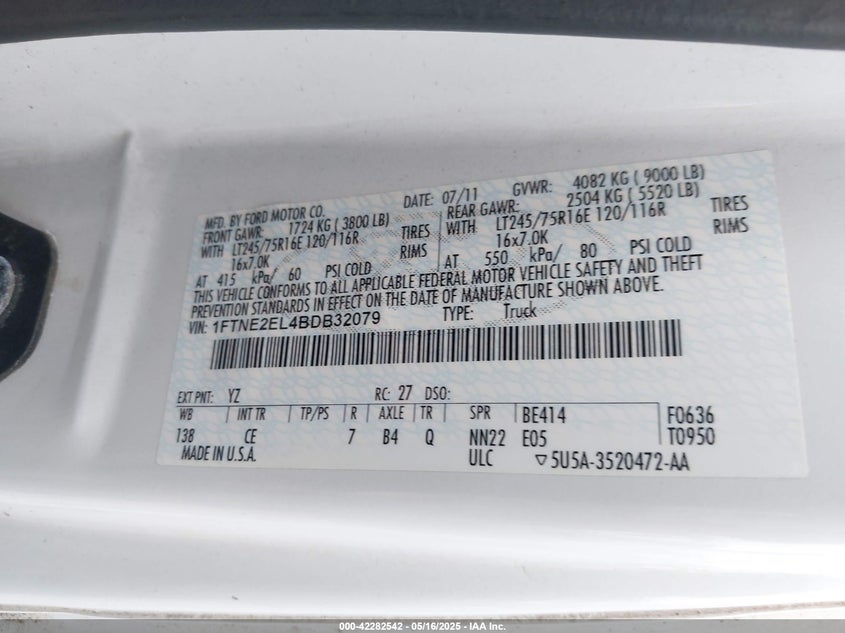 MFD. BY FORD MOTOR CO. DATE: 07/11 GVWR: 4082 KG ( 9000 LB)
FRONT GAWR: 1724 KG ( 3800 LB) REAR GAWR: 2504 KG ( 5520 LB)
WITH LT245/75R16E 120/116R TIRES WITH LT245/75R16E 120/116R TIRES
16x7.0K RIMS 16x7.0K RIMS
AT 415 kPa/ 60 PSI COLD AT 550 kPa/ 80 PSI COLD
THIS VEHICLE CONFORMS TO ALL APPLICABLE FEDERAL MOTOR VEHICLE SAFETY AND THEFT
PREVENTION STANDARDS IN EFFECT ON THE DATE OF MANUFACTURE SHOWN ABOVE.
VIN: 1FTNE2EL4BDB32079 TYPE: Truck
EXT PNT: YZ RC: 27 DSO:
WB INT TR TP/PS R AXLE TR SPR BE414 F0636
138 CE 7 B4 Q NN22 E05 T0950
MADE IN U.S.A. ULC ▽5U5A-3520472-AA
000-42282542 - 05/16/2025 - IAA Inc.